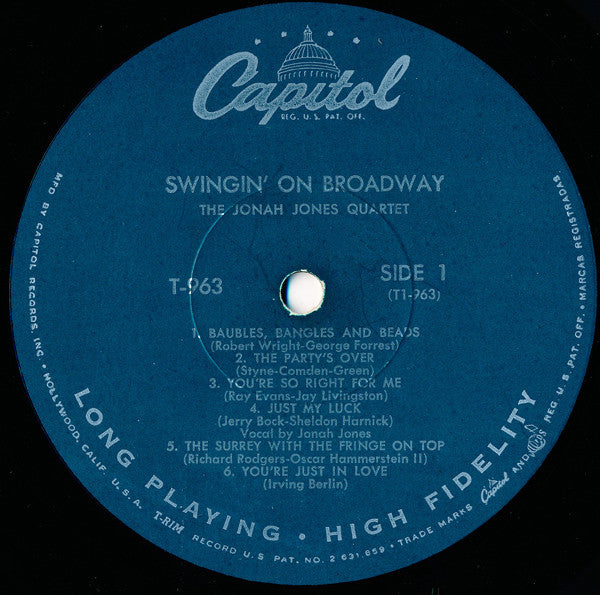 Capitol
REG. U.S. PAT. OFF.
SWINGIN' ON BROADWAY
THE JONAH JONES QUARTET
T-963
SIDE 1
(T1-963)
1. BAUBLES, BANGLES AND BEADS
(Robert Wright-George Forrest)
2. THE PARTY'S OVER
(Styne-Comden-Green)
3. YOU'RE SO RIGHT FOR ME
(Ray Evans-Jay Livingston)
4. JUST MY LUCK
(Jerry Bock-Sheldon Harnick)
Vocal by Jonah Jones
5. THE SURREY WITH THE FRINGE ON TOP
(Richard Rodgers-Oscar Hammerstein II)
6. YOU'RE JUST IN LOVE
(Irving Berlin)
LONG PLAYING • HIGH FIDELITY
MFD BY CAPITOL RECORDS, INC. • HOLLYWOOD, CALIF. U.S.A. T-RIM RECORD U.S. PAT. NO. 2 631,859 • TRADE MARKS Capitol AND REG U.S. PAT. OFF. • MARCAS REGISTRADAS